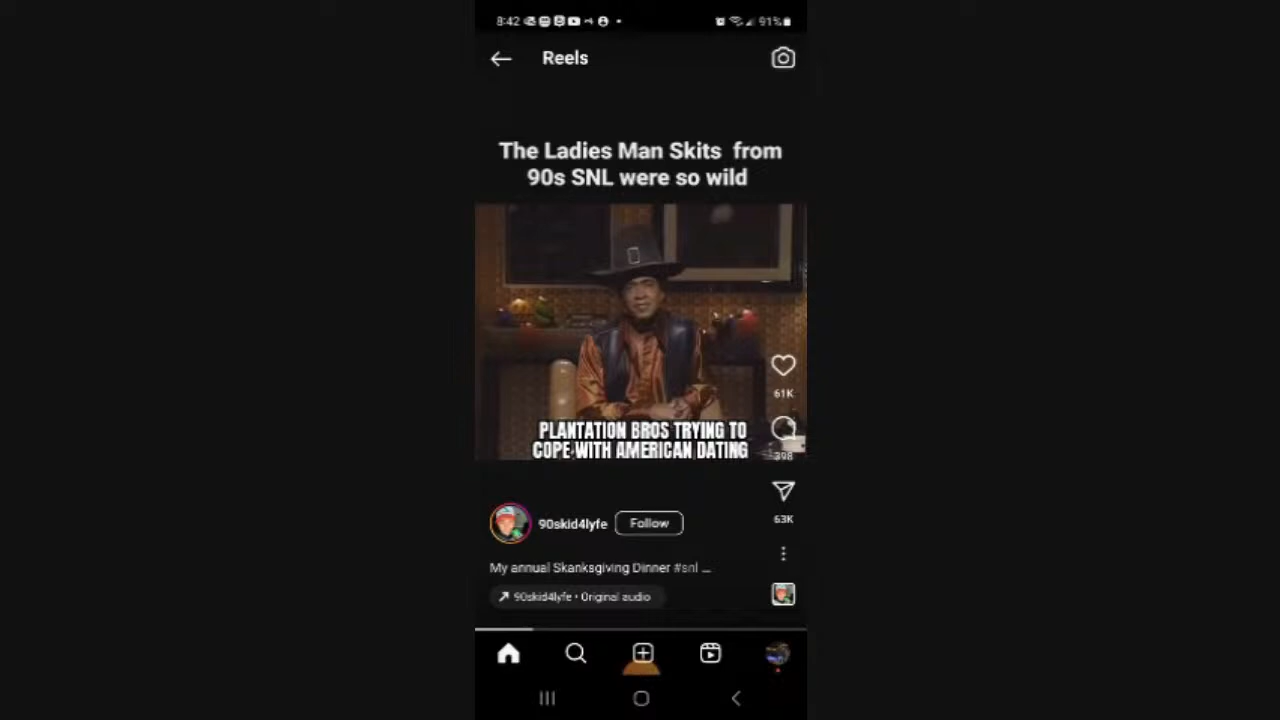 8:42
91%
Reels
The Ladies Man Skits from
90s SNL were so wild
61K
PLANTATION BROS TRYING TO
COPE WITH AMERICAN DATING
398
63K
90skid4lyfe
Follow
My annual Skanksgiving Dinner #snl ...
90skid4lyfe • Original audio